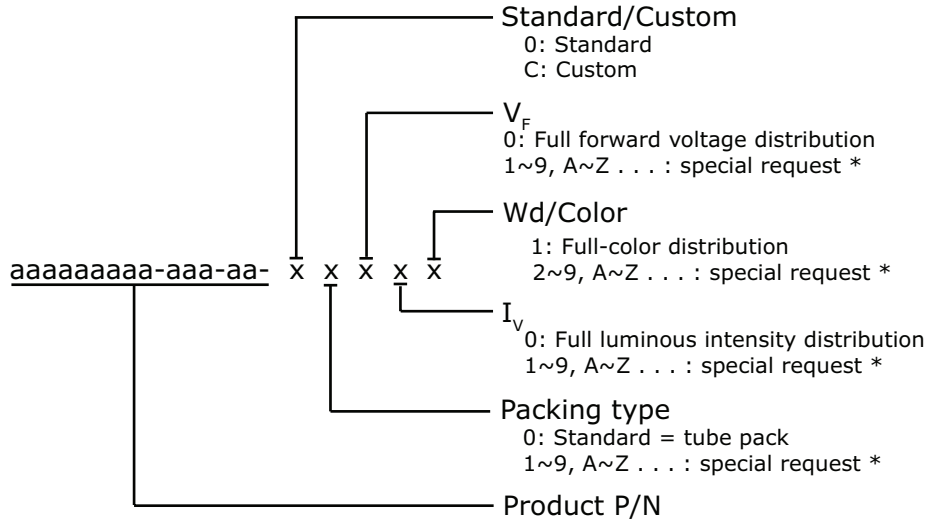 Standard/Custom
0: Standard
C: Custom
VF
0: Full forward voltage distribution
1~9, A~Z . . . : special request *
Wd/Color
1: Full-color distribution
2~9, A~Z . . . : special request *
aaaaaaaaa-aaa-aa- x x x x x
IV
0: Full luminous intensity distribution
1~9, A~Z . . . : special request *
Packing type
0: Standard = tube pack
1~9, A~Z . . . : special request *
Product P/N